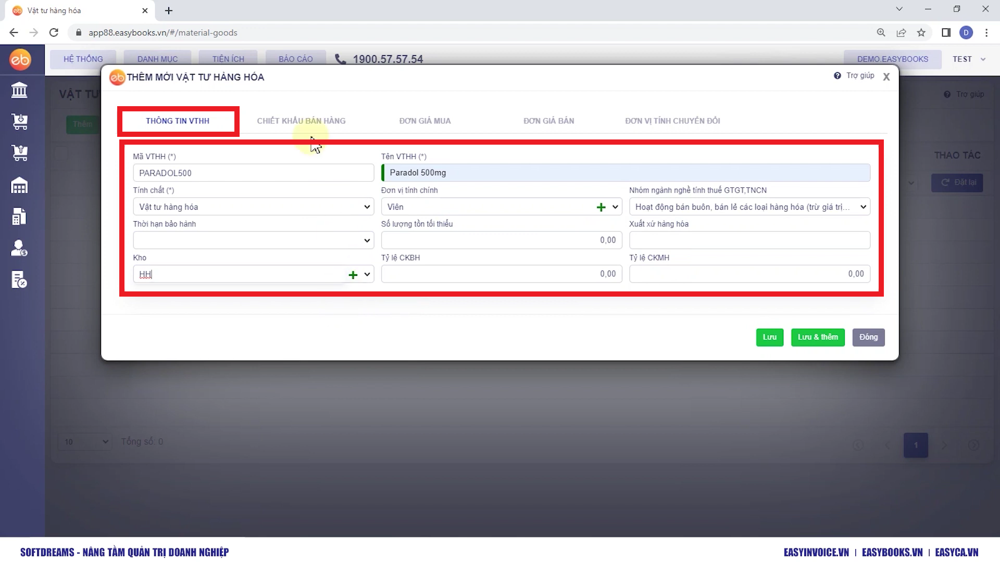 Vật tư hàng hóa
app88.easybooks.vn/#/material-goods
D
eb
HỆ THỐNG
DANH MỤC
TIỆN ÍCH
BÁO CÁO
1900.57.57.54
DEMO.EASYBOOKS
TEST
eb THÊM MỚI VẬT TƯ HÀNG HÓA
Trợ giúp
X
VẬT TƯ
Trợ giúp
Thêm
THÔNG TIN VTHH
CHIẾT KHẤU BÁN HÀNG
ĐƠN GIÁ MUA
ĐƠN GIÁ BÁN
ĐƠN VỊ TÍNH CHUYỂN ĐỔI
Mã VTHH (*)
Tên VTHH (*)
PARADOL500
Paradol 500mg
THAO TÁC
Đặt lại
Tính chất (*)
Đơn vị tính chính
Nhóm ngành nghề tính thuế GTGT,TNCN
Vật tư hàng hóa
Viên
Hoạt động bán buôn, bán lẻ các loại hàng hóa (trừ giá trị...
Thời hạn bảo hành
Số lượng tồn tối thiểu
Xuất xứ hàng hóa
0,00
Kho
Tỷ lệ CKBH
Tỷ lệ CKMH
HH
0,00
0,00
Lưu
Lưu & thêm
Đóng
10
Tổng số: 0
1
SOFTDREAMS - NÂNG TẦM QUẢN TRỊ DOANH NGHIỆP
EASYINVOICE.VN | EASYBOOKS.VN | EASYCA.VN